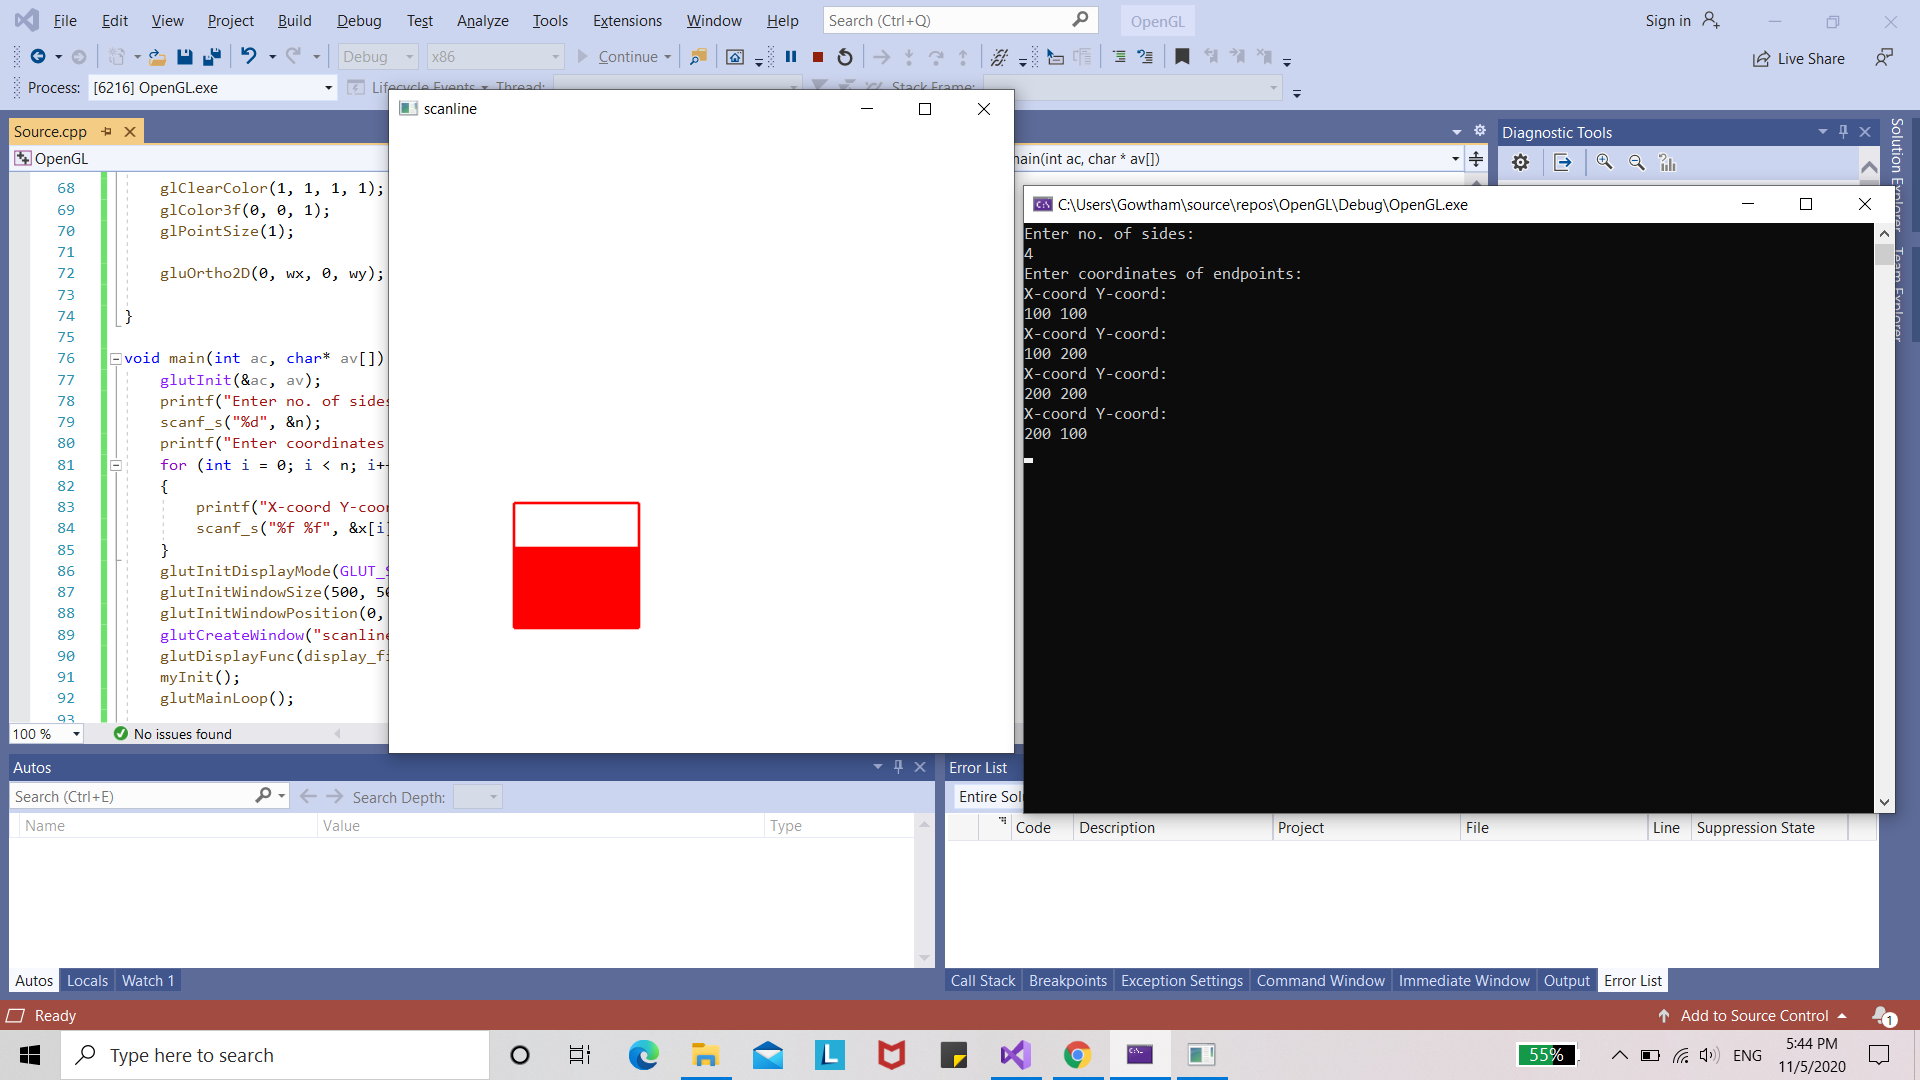 File Edit View Project Build Debug Test Analyze Tools Extensions Window Help Search (Ctrl+Q) OpenGL Sign in
Debug x86 Continue Live Share
Process: [6216] OpenGL.exe Lifecycle Events Thread: Stack Frame:
scanline
Source.cpp
OpenGL
main(int ac, char * av[])
Diagnostic Tools
Solution Explorer
Team Explorer
68 glClearColor(1, 1, 1, 1);
69 glColor3f(0, 0, 1);
70 glPointSize(1);
71
72 gluOrtho2D(0, wx, 0, wy);
73
74 }
75
76 void main(int ac, char* av[])
77 glutInit(&ac, av);
78 printf("Enter no. of sides
79 scanf_s("%d", &n);
80 printf("Enter coordinates
81 for (int i = 0; i < n; i+
82 {
83 printf("X-coord Y-coor
84 scanf_s("%f %f", &x[i]
85 }
86 glutInitDisplayMode(GLUT_S
87 glutInitWindowSize(500, 50
88 glutInitWindowPosition(0,
89 glutCreateWindow("scanline
90 glutDisplayFunc(display_fi
91 myInit();
92 glutMainLoop();
93
100 % No issues found
C:\Users\Gowtham\source\repos\OpenGL\Debug\OpenGL.exe
Enter no. of sides:
4
Enter coordinates of endpoints:
X-coord Y-coord:
100 100
X-coord Y-coord:
100 200
X-coord Y-coord:
200 200
X-coord Y-coord:
200 100
Autos
Search (Ctrl+E) Search Depth:
Name Value Type
Autos Locals Watch 1
Error List
Entire Solu
Code Description Project File Line Suppression State
Call Stack Breakpoints Exception Settings Command Window Immediate Window Output Error List
Ready Add to Source Control 1
Type here to search
L
55% ENG 5:44 PM
11/5/2020